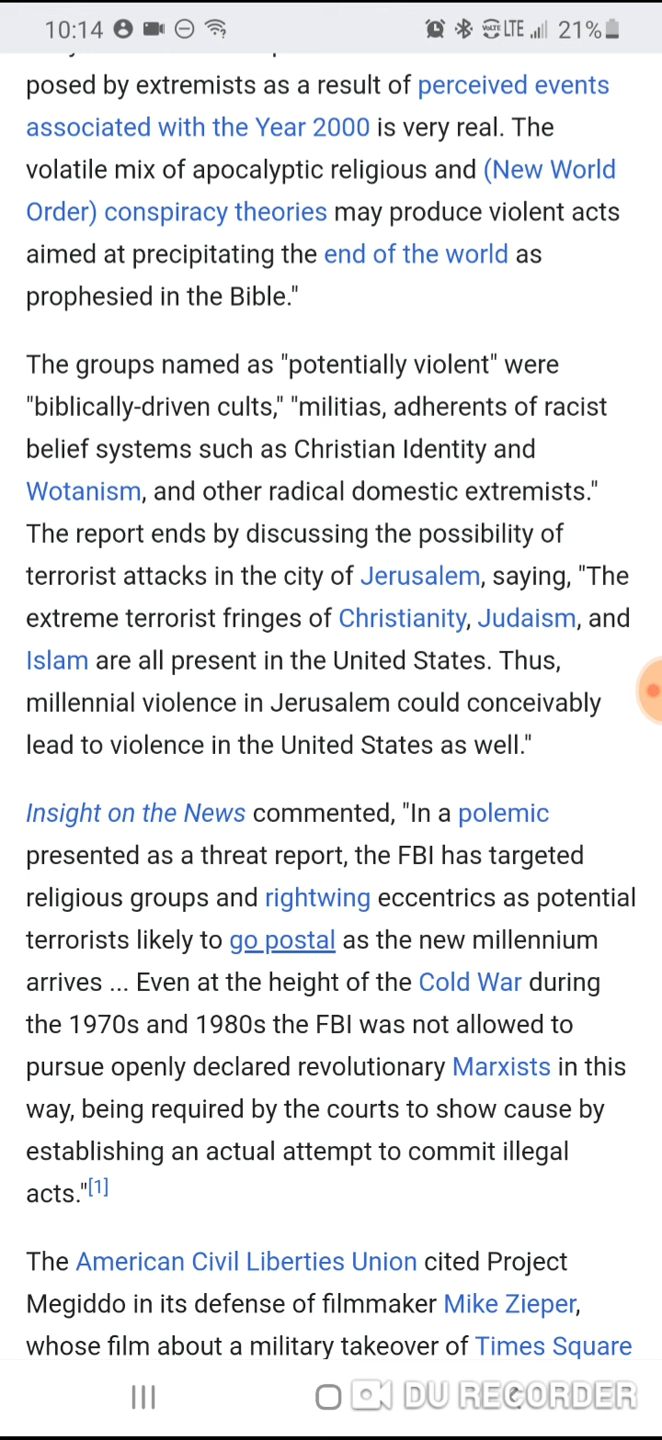 10:14 VoLTE LTE 21%
posed by extremists as a result of perceived events
associated with the Year 2000 is very real. The
volatile mix of apocalyptic religious and (New World
Order) conspiracy theories may produce violent acts
aimed at precipitating the end of the world as
prophesied in the Bible."
The groups named as "potentially violent" were
"biblically-driven cults," "militias, adherents of racist
belief systems such as Christian Identity and
Wotanism, and other radical domestic extremists."
The report ends by discussing the possibility of
terrorist attacks in the city of Jerusalem, saying, "The
extreme terrorist fringes of Christianity, Judaism, and
Islam are all present in the United States. Thus,
millennial violence in Jerusalem could conceivably
lead to violence in the United States as well."
Insight on the News commented, "In a polemic
presented as a threat report, the FBI has targeted
religious groups and rightwing eccentrics as potential
terrorists likely to go postal as the new millennium
arrives ... Even at the height of the Cold War during
the 1970s and 1980s the FBI was not allowed to
pursue openly declared revolutionary Marxists in this
way, being required by the courts to show cause by
establishing an actual attempt to commit illegal
acts."[1]
The American Civil Liberties Union cited Project
Megiddo in its defense of filmmaker Mike Zieper,
whose film about a military takeover of Times Square
DU RECORDER